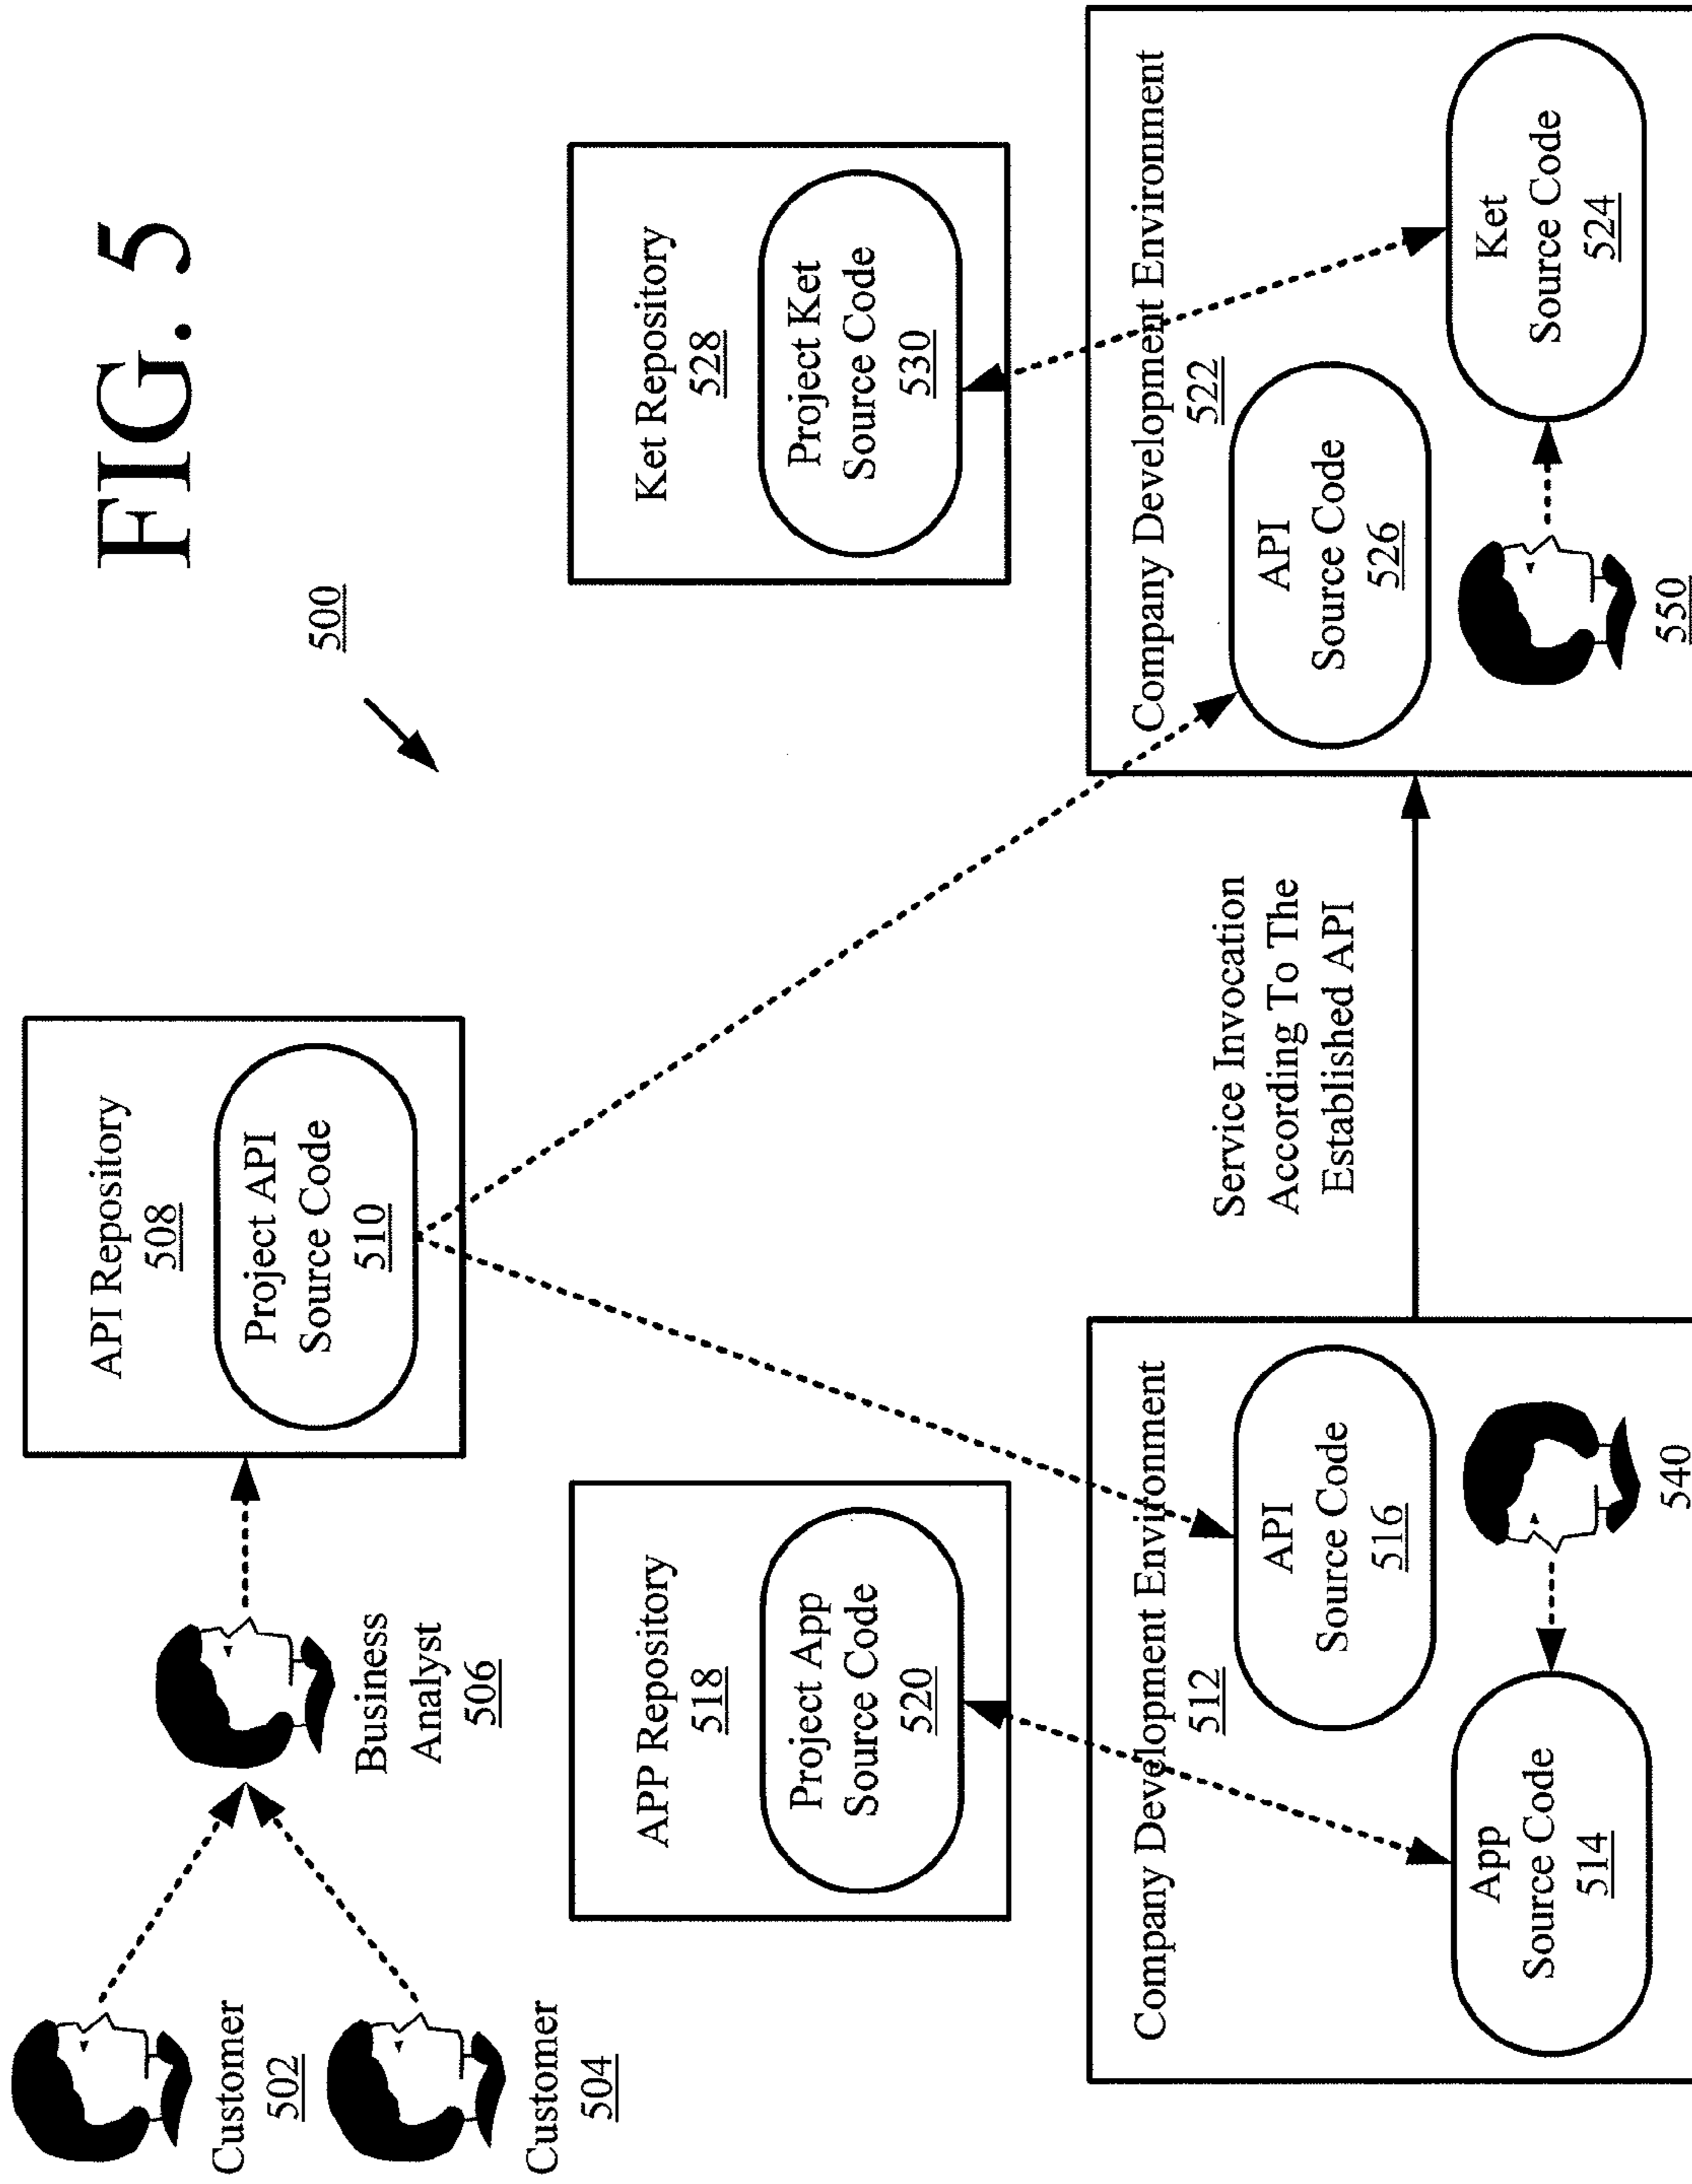 FIG. 5
500
Customer
502
Customer
504
Business
Analyst
506
API Repository
508
Project API
Source Code
510
APP Repository
518
Project App
Source Code
520
Ket Repository
528
Project Ket
Source Code
530
Company Development Environment
512
API
Source Code
516
App
Source Code
514
540
Service Invocation
According To The
Established API
Company Development Environment
522
API
Source Code
526
Ket
Source Code
524
550